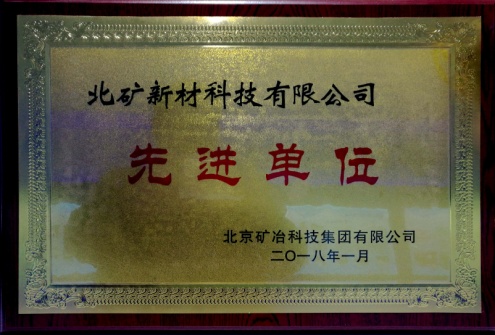 北矿新材科技有限公司
先进单位
北京矿冶科技集团有限公司
二〇一八年一月